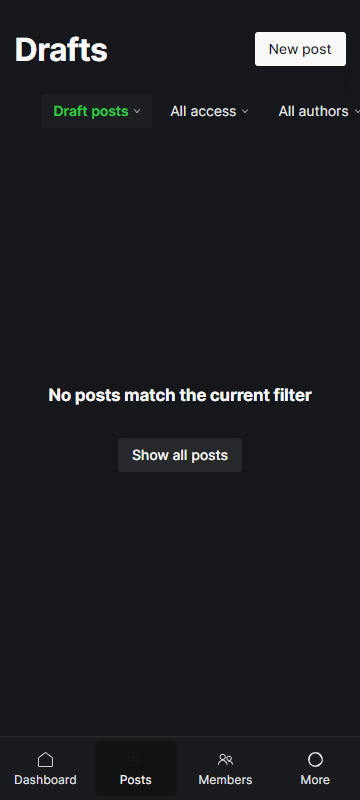 Drafts
New post
Draft posts
All access
All authors
No posts match the current filter
Show all posts
Dashboard
Posts
Members
More